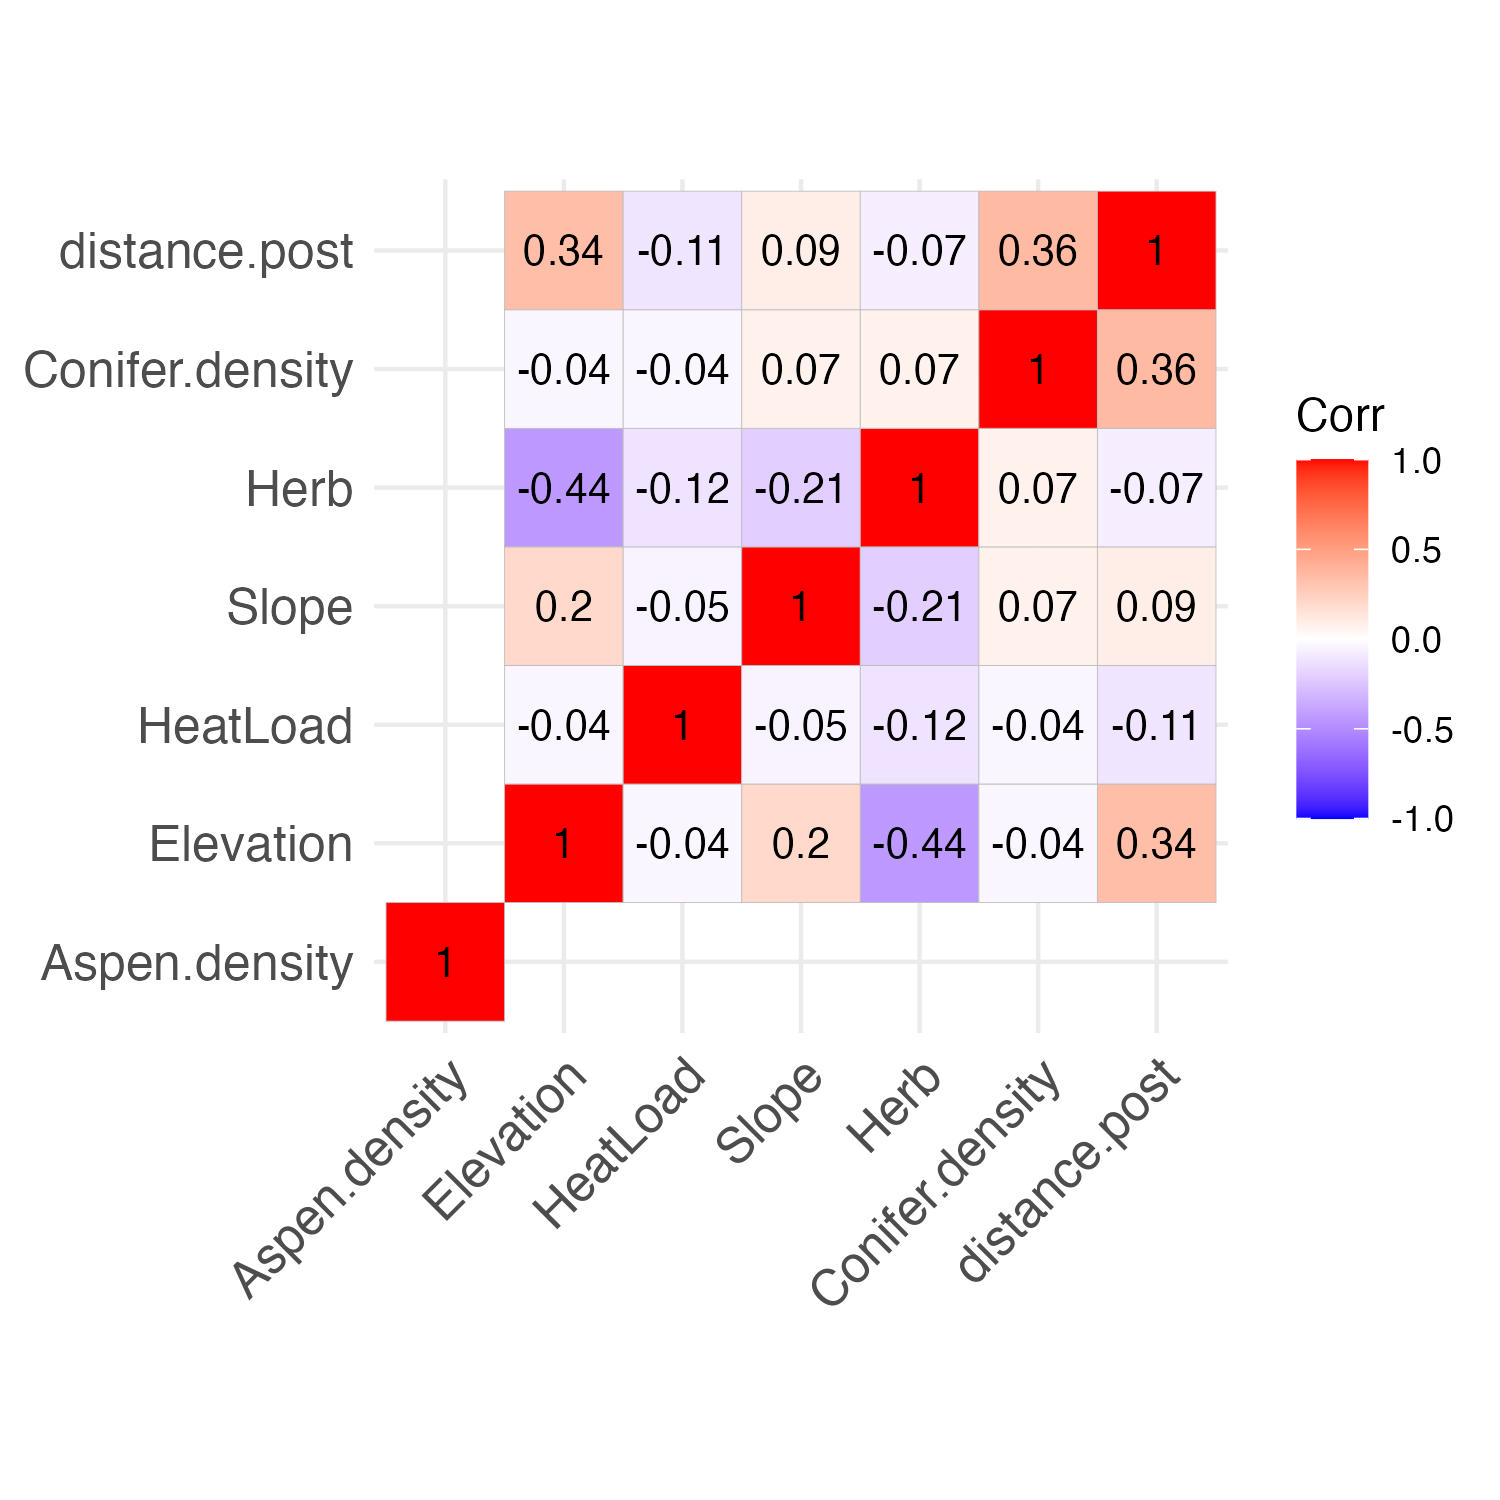 distance.post 0.34 -0.11 0.09 -0.07 0.36 1
Conifer.density -0.04 -0.04 0.07 0.07 1 0.36
Herb -0.44 -0.12 -0.21 1 0.07 -0.07
Slope 0.2 -0.05 1 -0.21 0.07 0.09
HeatLoad -0.04 1 -0.05 -0.12 -0.04 -0.11
Elevation 1 -0.04 0.2 -0.44 -0.04 0.34
Aspen.density 1
Aspen.density
Elevation
HeatLoad
Slope
Herb
Conifer.density
distance.post
Corr
1.0
0.5
0.0
-0.5
-1.0